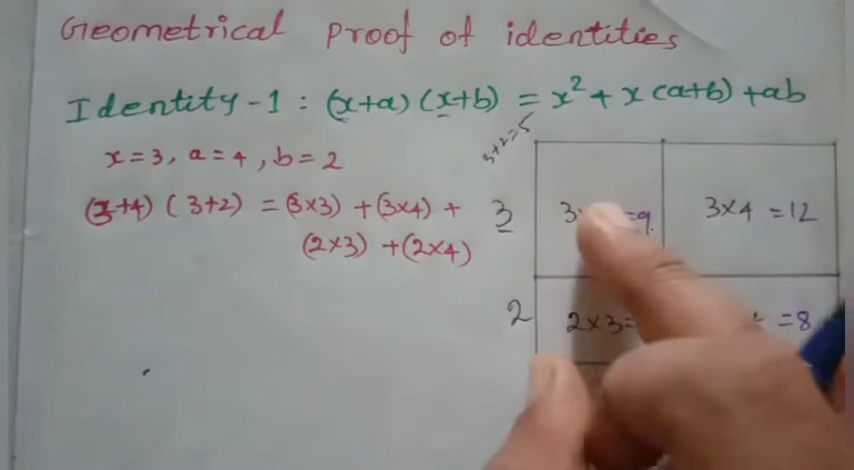 Geometrical proof of identities
Identity-1 : (x+a) (x+b) = x² + x (a+b) + ab
x = 3, a = 4, b = 2
3+2=5
(3+4) (3+2) = (3×3) + (3×4) +
(2×3) + (2×4)
3
=9
3×4 =12
2
2×3=
=8